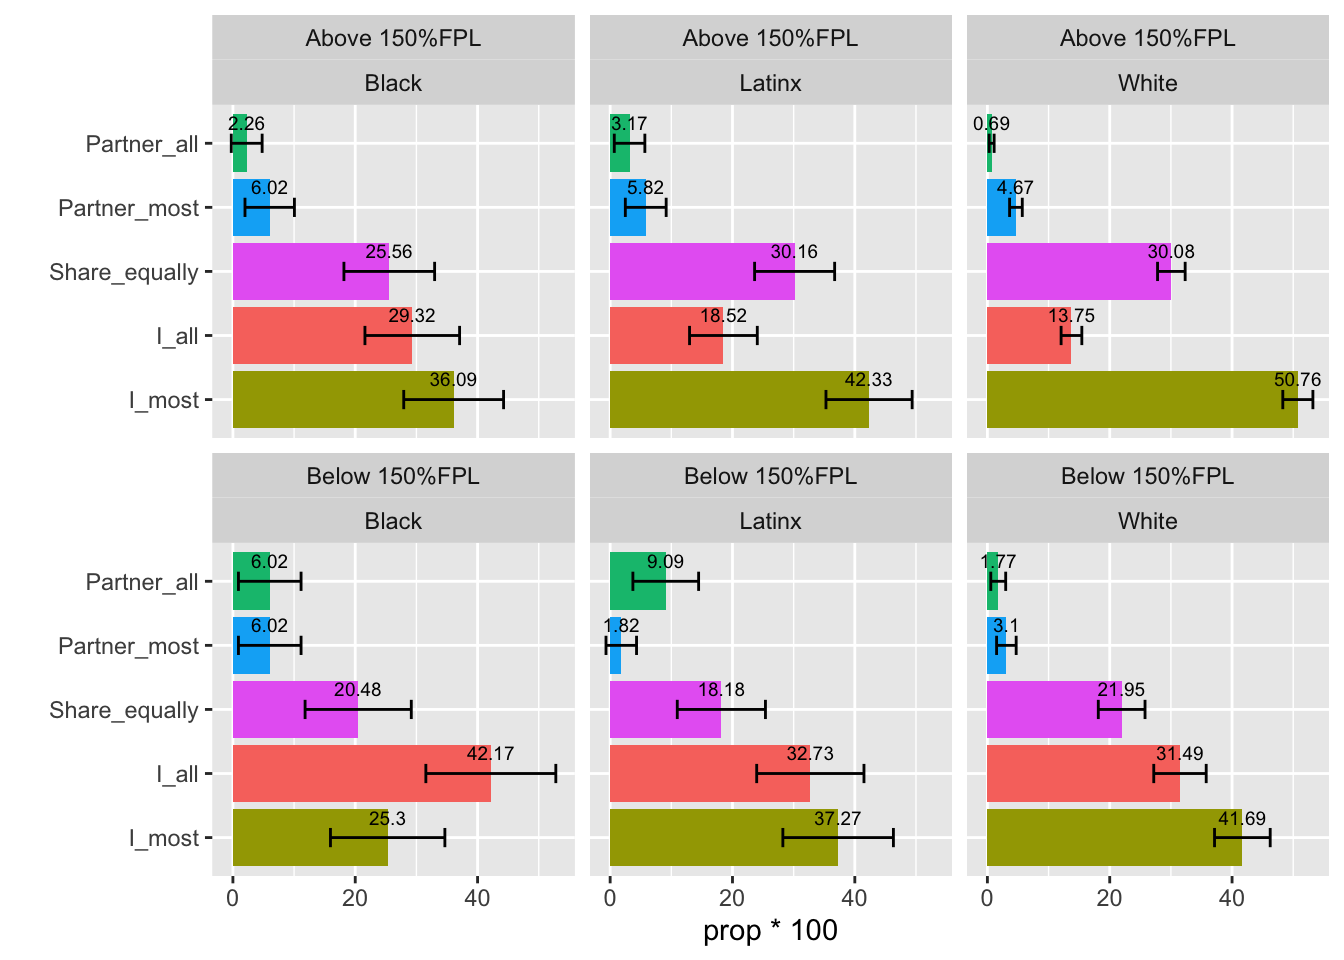 Above 150%FPL Above 150%FPL Above 150%FPL
Black Latinx White
Partner_all 2.26 3.17 0.69
Partner_most 6.02 5.82 4.67
Share_equally 25.56 30.16 30.08
I_all 29.32 18.52 13.75
I_most 36.09 42.33 50.76
Below 150%FPL Below 150%FPL Below 150%FPL
Black Latinx White
Partner_all 6.02 9.09 1.77
Partner_most 6.02 1.82 3.1
Share_equally 20.48 18.18 21.95
I_all 42.17 32.73 31.49
I_most 25.3 37.27 41.69
0 20 40 0 20 40 0 20 40
prop * 100